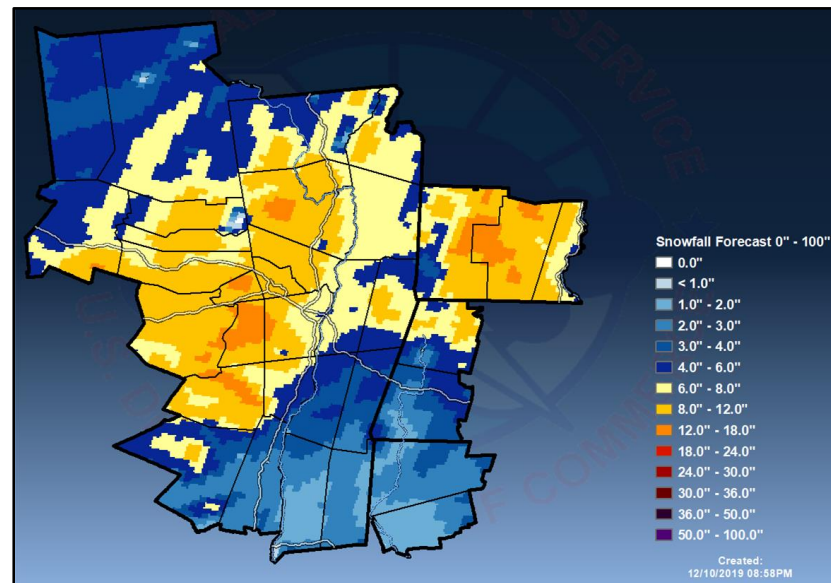 SERVICE
OF COMME
Snowfall Forecast 0" - 100"
0.0"
< 1.0"
1.0" - 2.0"
2.0" - 3.0"
3.0" - 4.0"
4.0" - 6.0"
6.0" - 8.0"
8.0" - 12.0"
12.0" - 18.0"
18.0" - 24.0"
24.0" - 30.0"
30.0" - 36.0"
36.0" - 50.0"
50.0" - 100.0"
Created:
12/10/2019 08:58PM